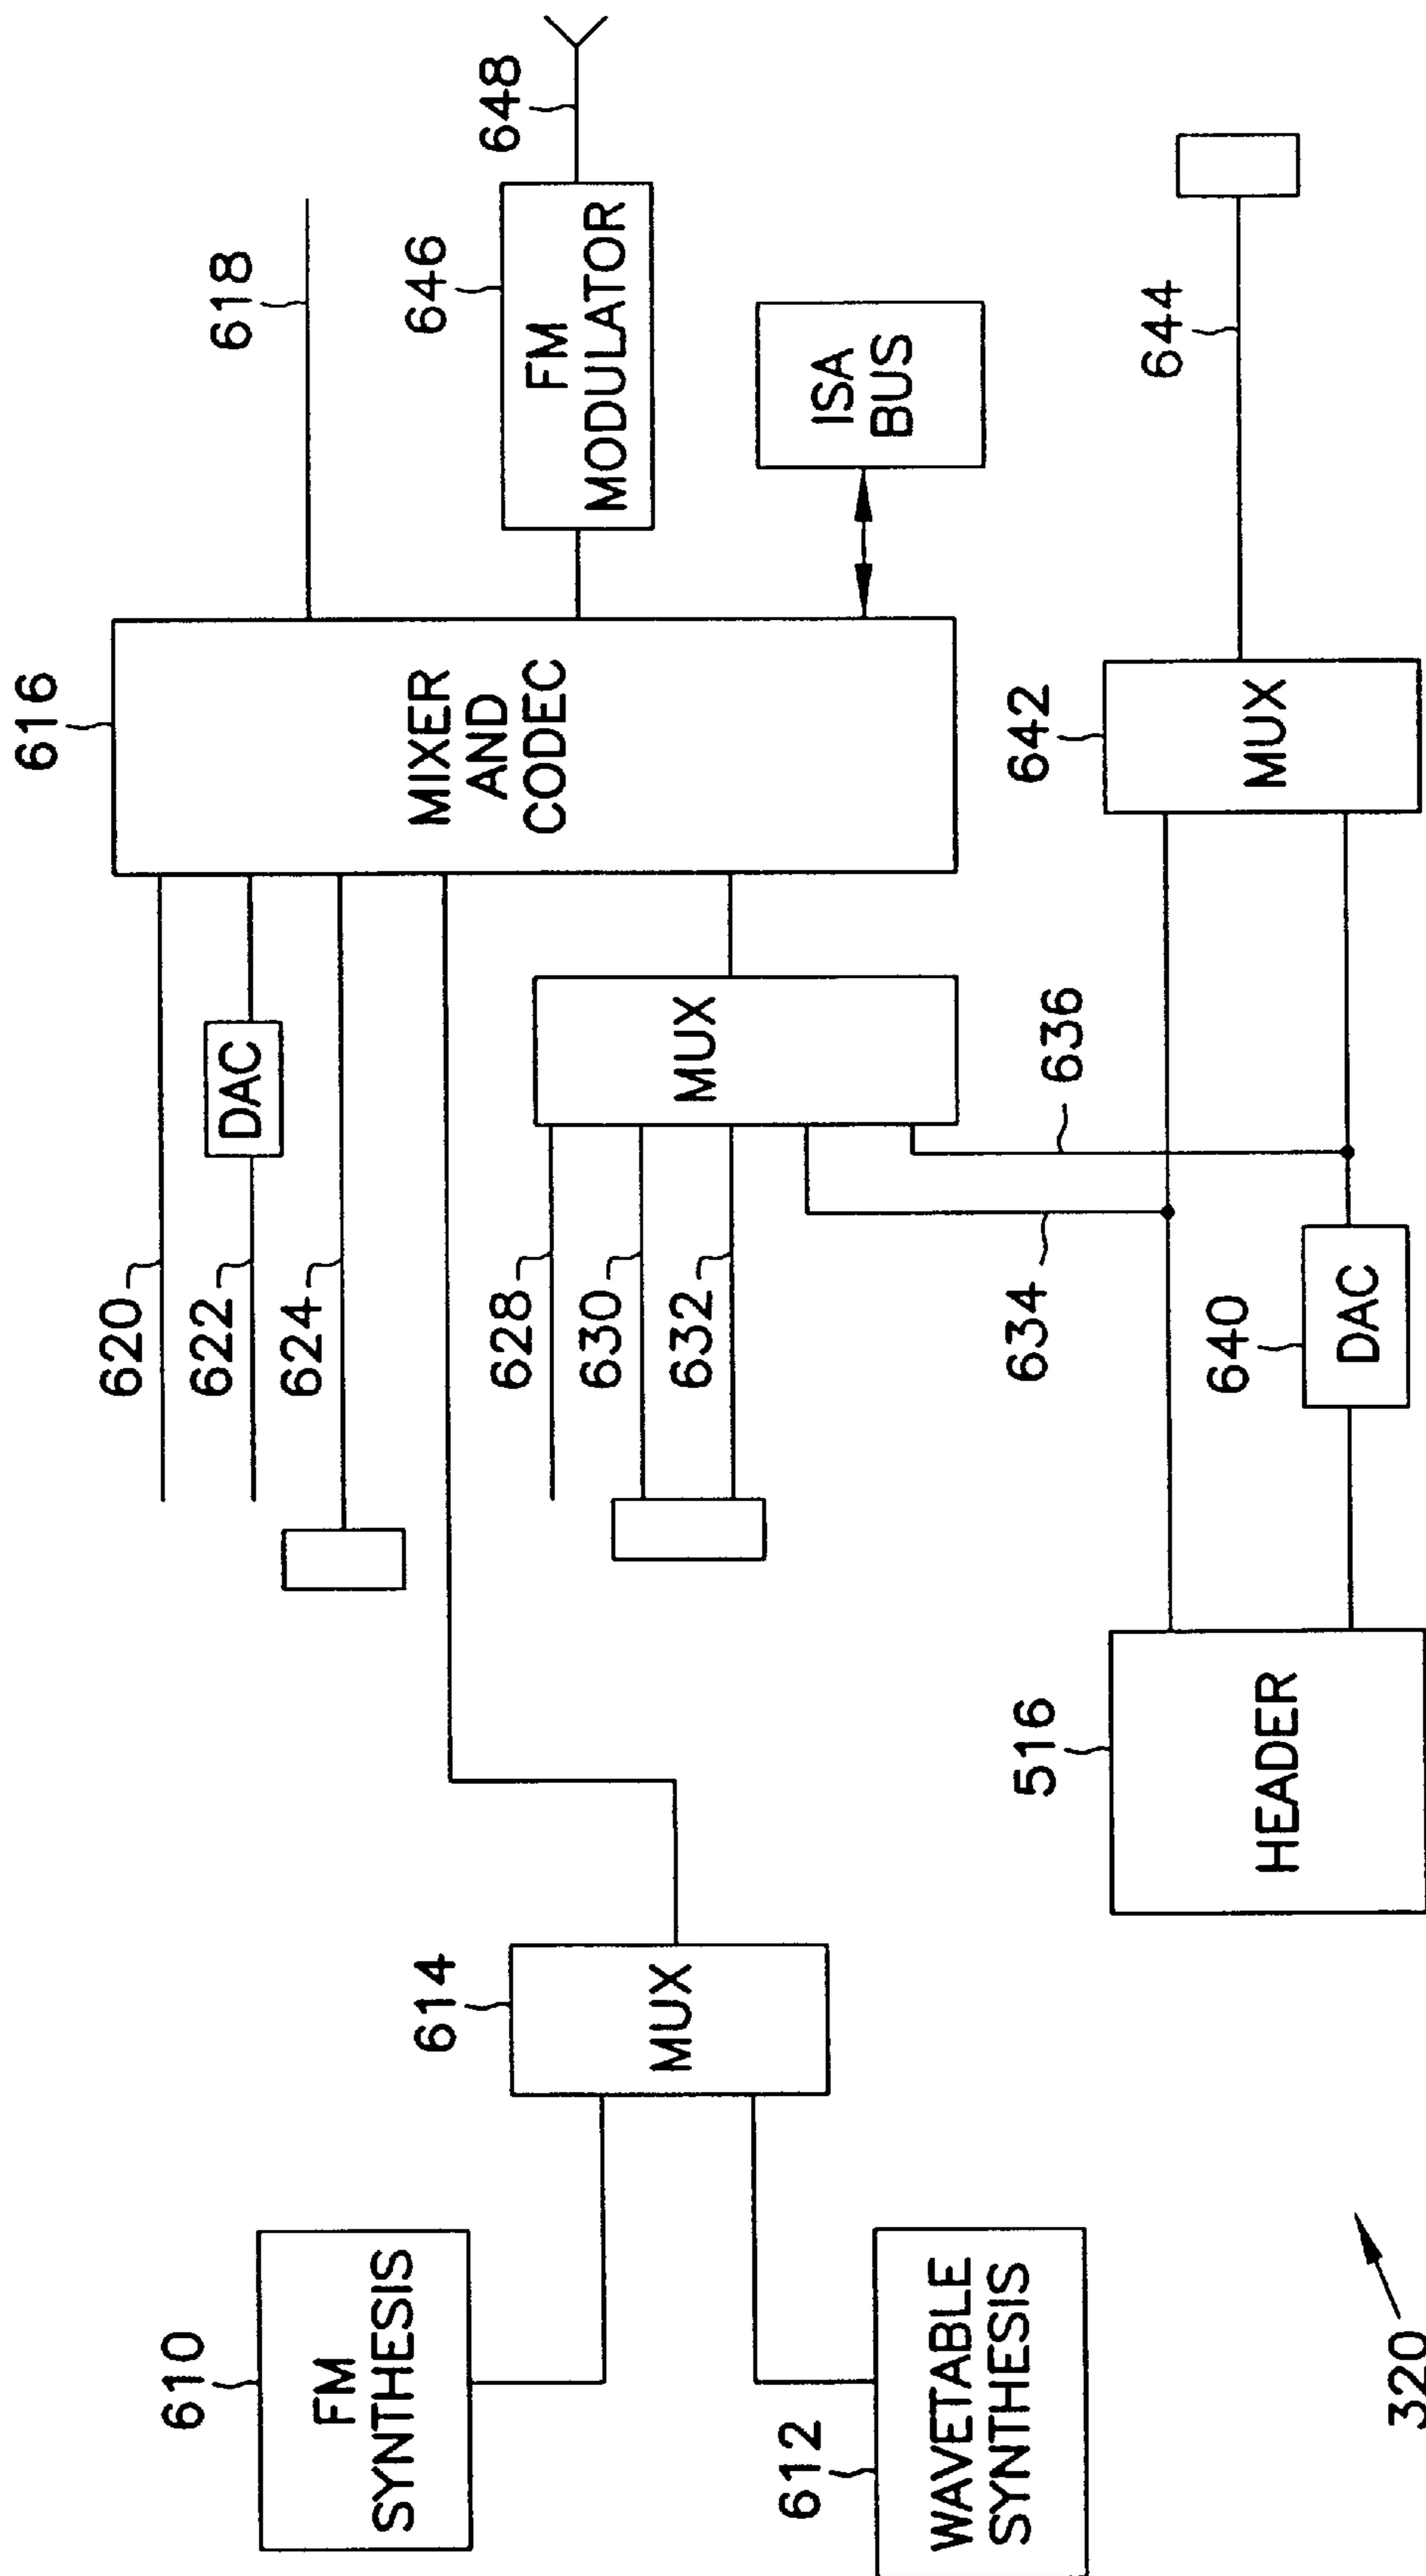 610
FM
SYNTHESIS
612
WAVETABLE
SYNTHESIS
614
MUX
620
622
DAC
624
628
630
632
MUX
634
636
616
MIXER
AND
CODEC
618
646
FM
MODULATOR
648
ISA
BUS
516
HEADER
640
DAC
642
MUX
644
320